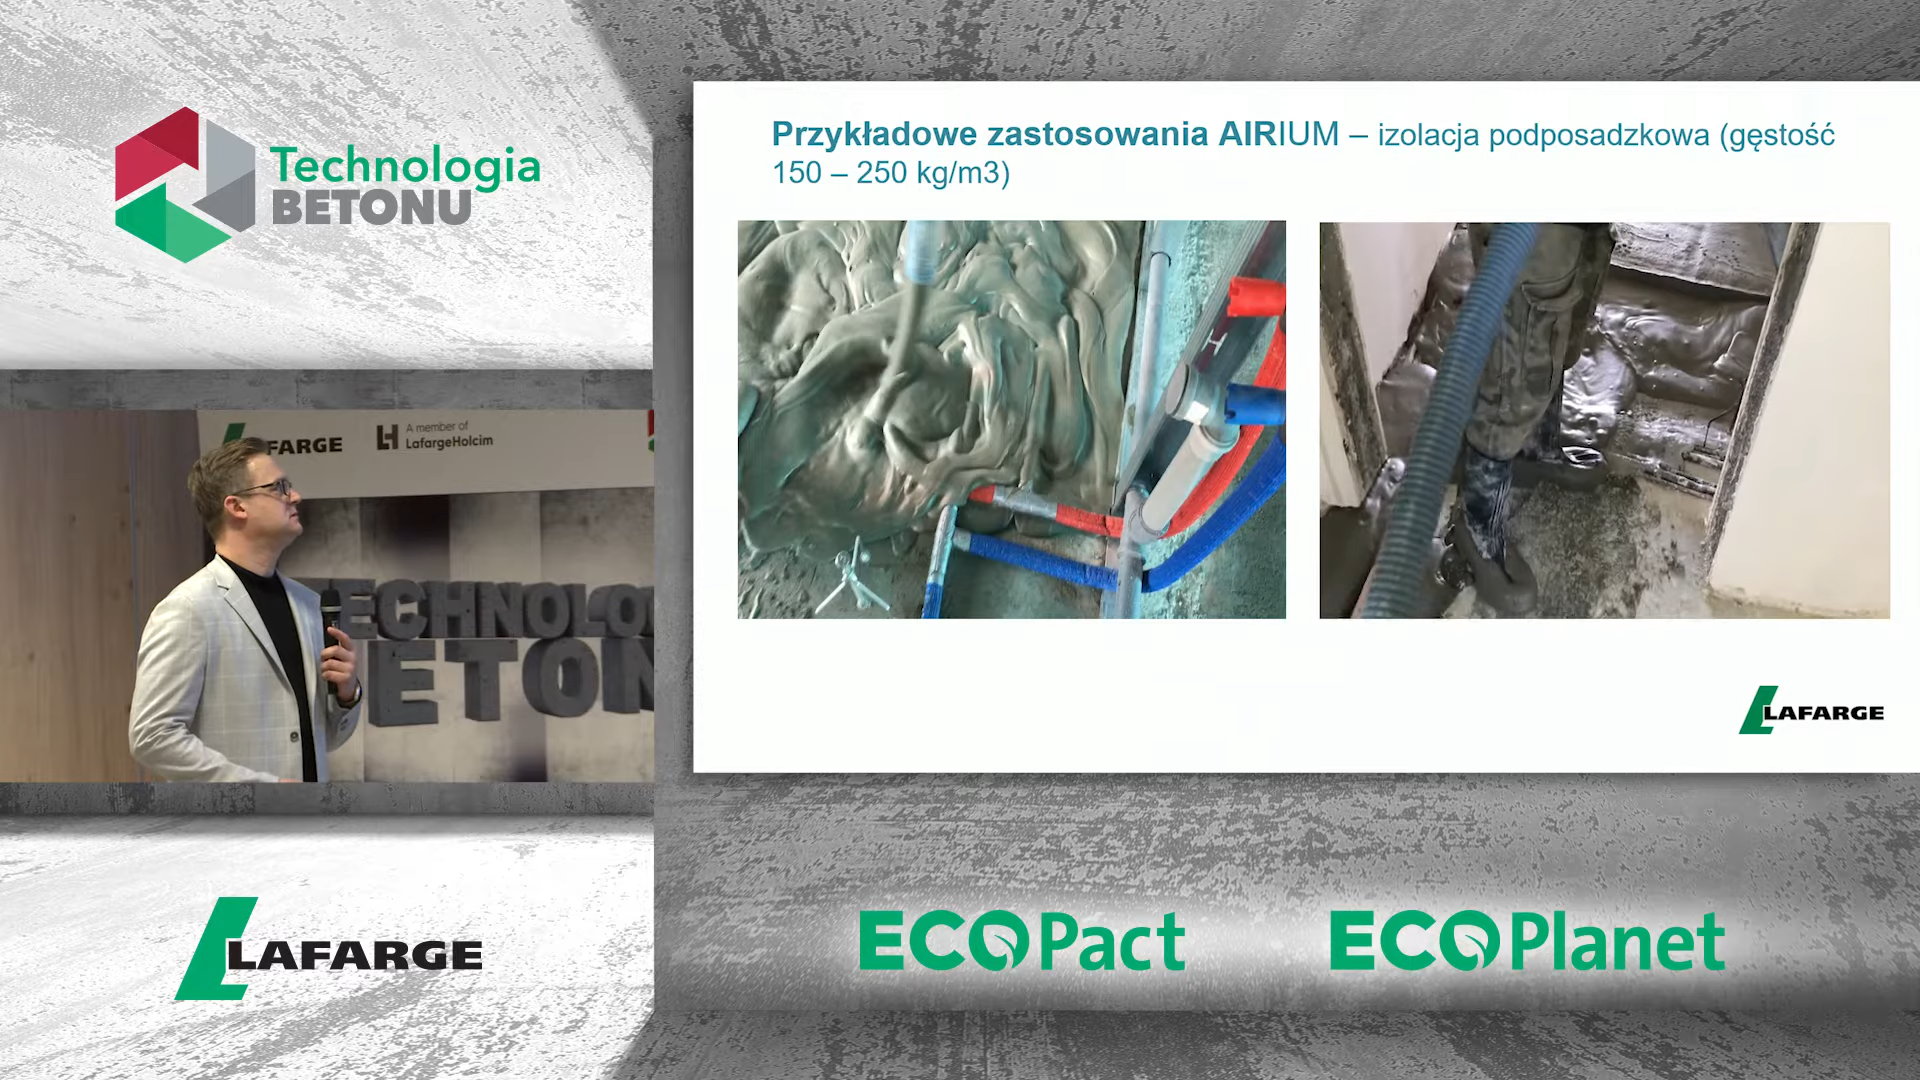 Technologia
BETONU
Przykładowe zastosowania AIRIUM – izolacja podposadzkowa (gęstość
150 – 250 kg/m3)
LAFARGE
A member of
LafargeHolcim
TECHNOLO
BETON
LAFARGE
LAFARGE
ECOPact
ECOPlanet